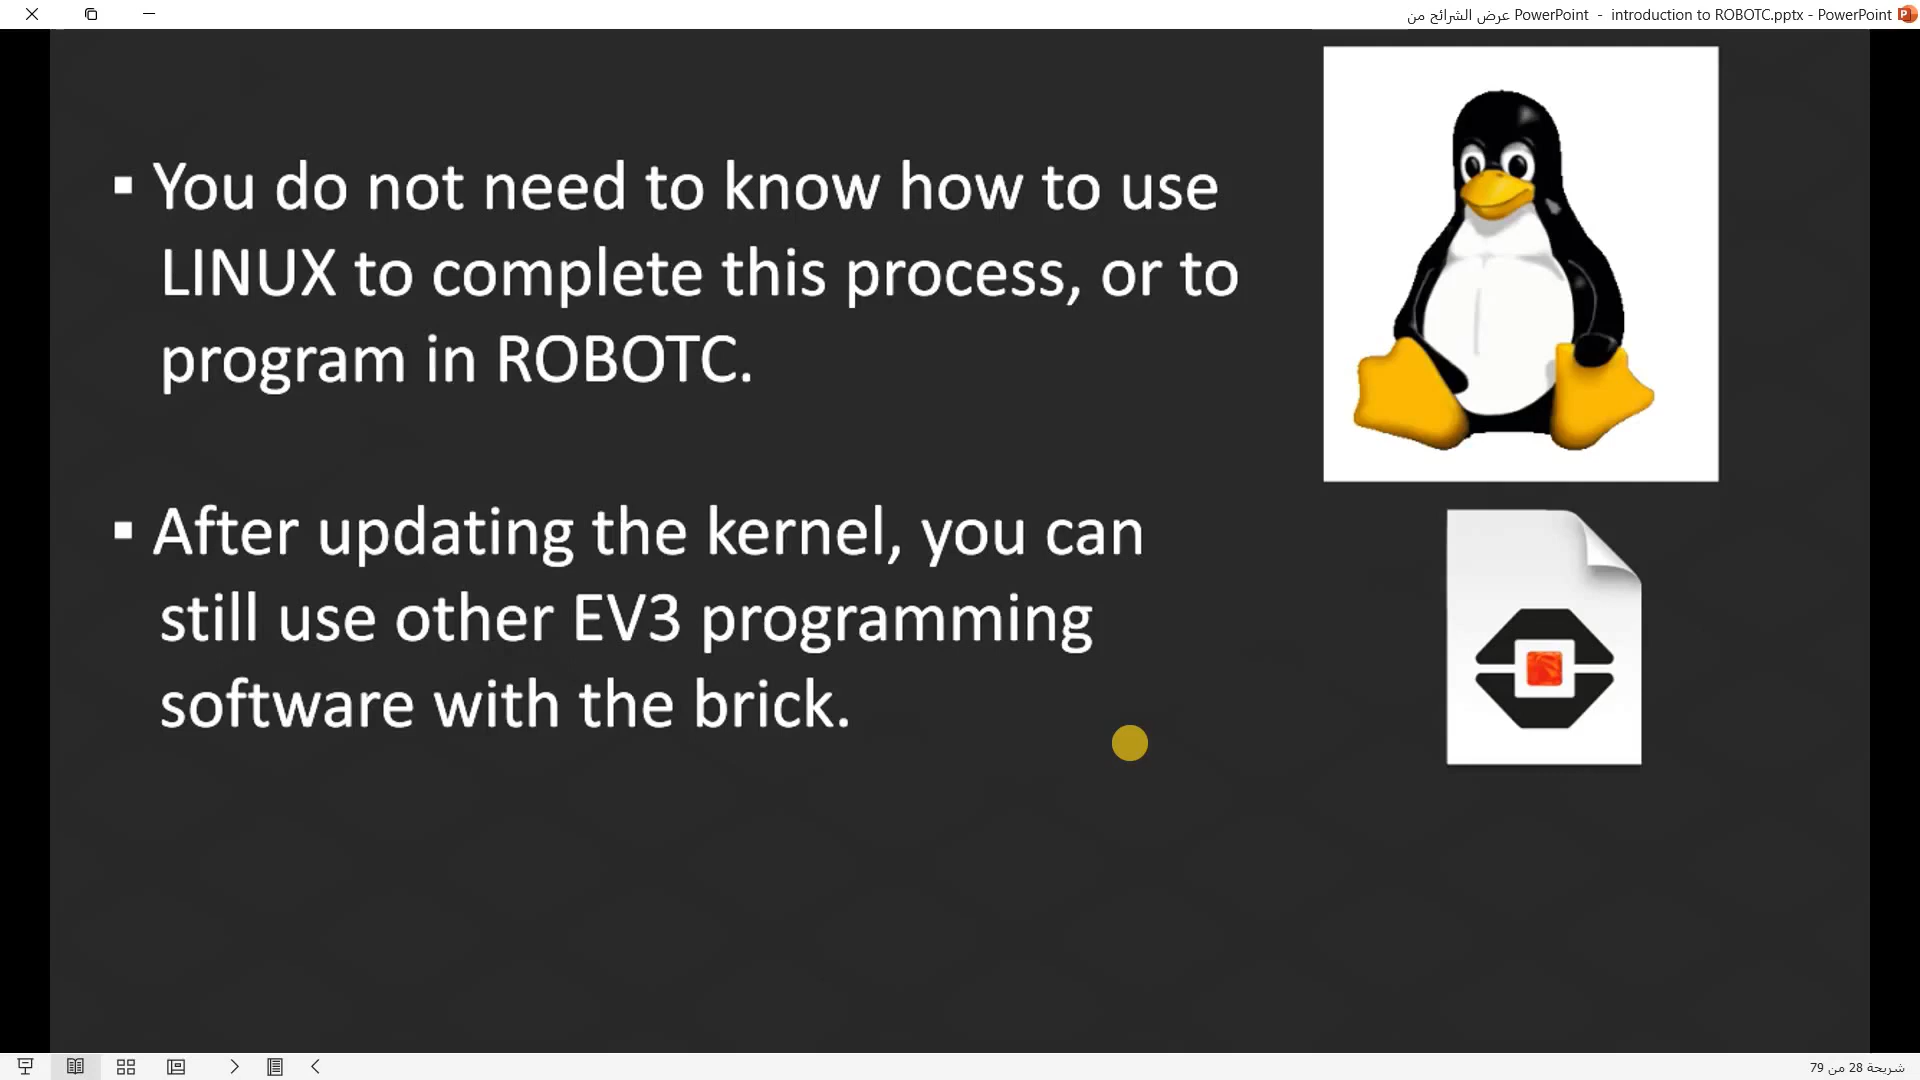 عرض الشرائح من PowerPoint - introduction to ROBOTC.pptx - PowerPoint
▪ You do not need to know how to use
LINUX to complete this process, or to
program in ROBOTC.
▪ After updating the kernel, you can
still use other EV3 programming
software with the brick.
شريحة 28 من 79